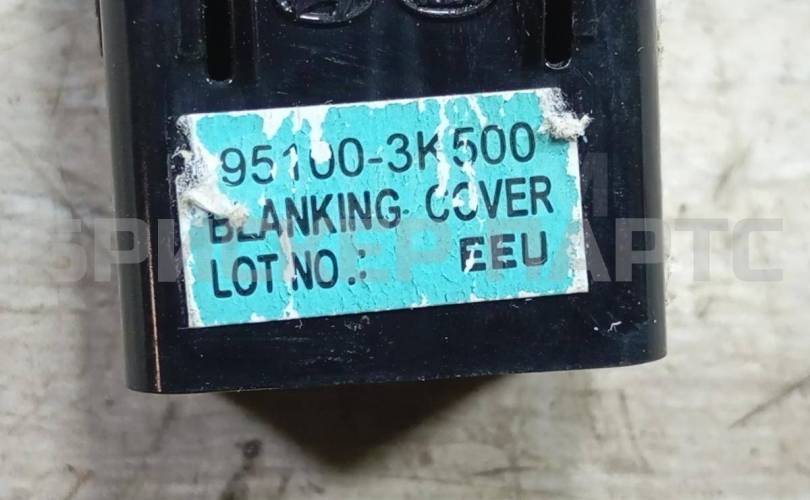 95100-3K500
BLANKING COVER
LOT NO.: EEU